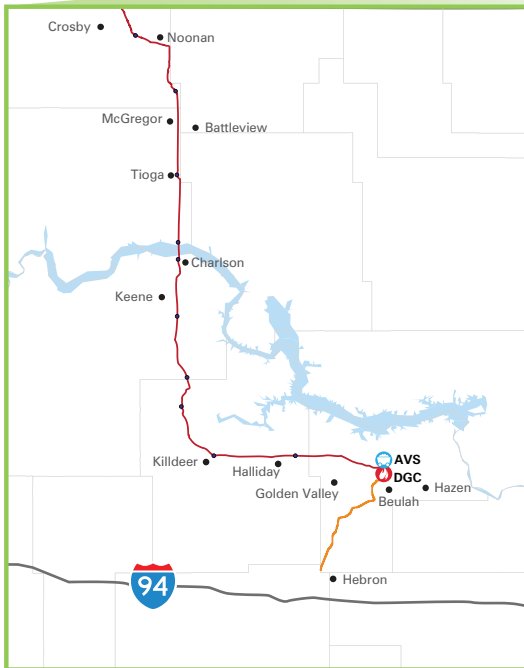 Crosby
Noonan
McGregor
Battleview
Tioga
Charlson
Keene
Killdeer
Halliday
AVS
DGC
Golden Valley
Beulah
Hazen
Hebron
94